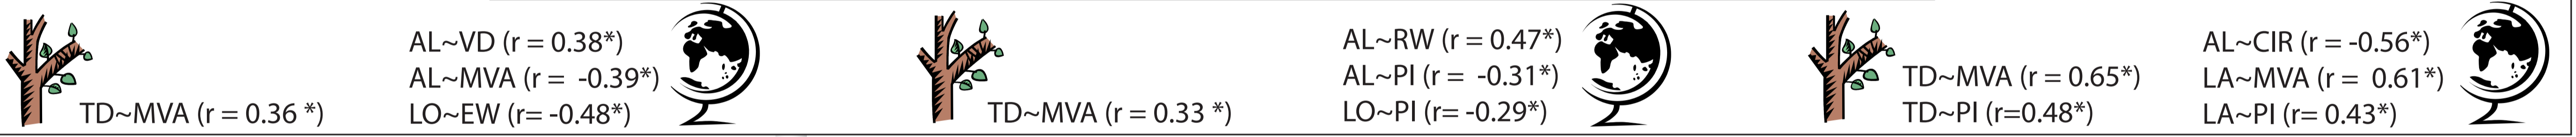 TD~MVA (r = 0.36 *)
AL~VD (r = 0.38*)
AL~MVA (r =  -0.39*)
LO~EW (r= -0.48*)
TD~MVA (r = 0.33 *)
AL~RW (r = 0.47*)
AL~PI (r =  -0.31*)
LO~PI (r= -0.29*)
TD~MVA (r = 0.65*)
TD~PI (r=0.48*)
AL~CIR (r = -0.56*)
LA~MVA (r =  0.61*)
LA~PI (r= 0.43*)